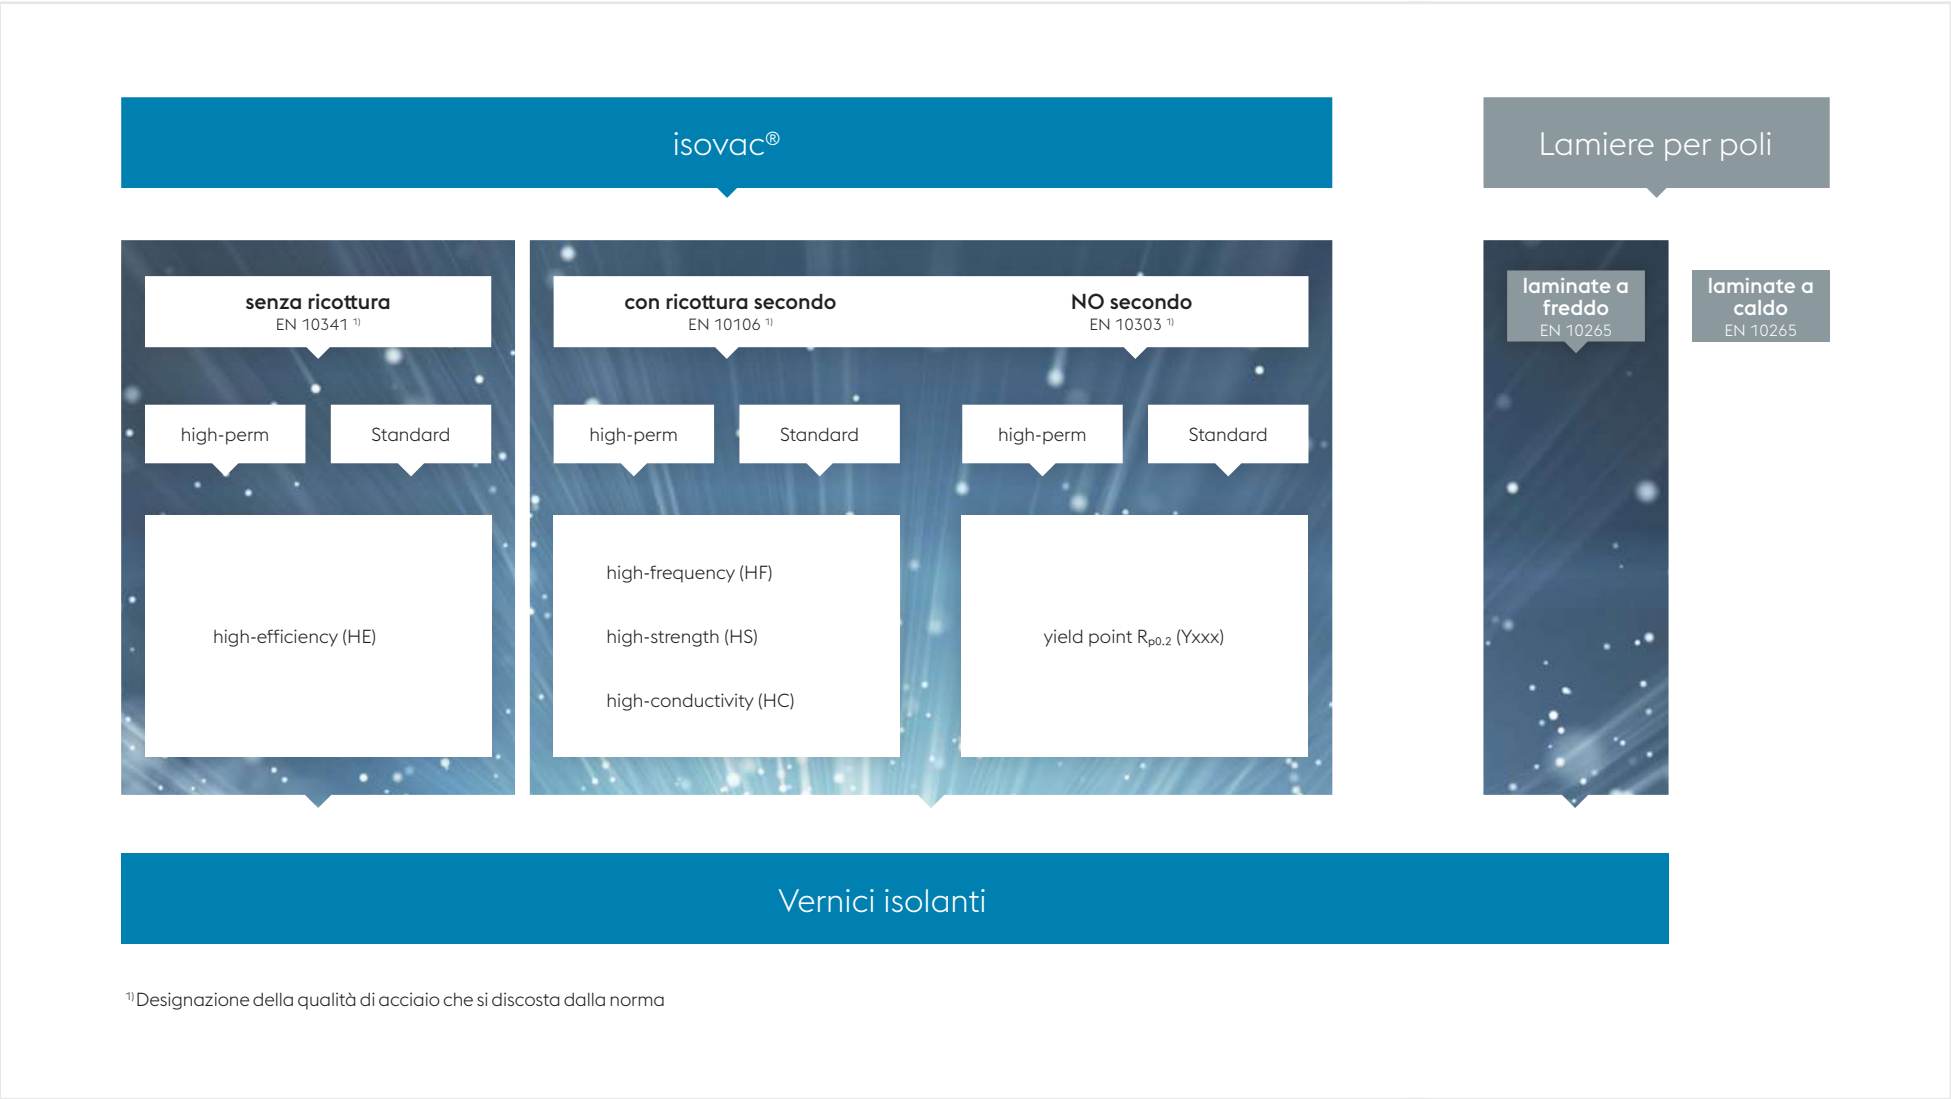 isovac®
Lamiere per poli
senza ricottura
EN 10341 ¹⁾
con ricottura secondo
EN 10106 ¹⁾
NO secondo
EN 10303 ¹⁾
laminate a
freddo
EN 10265
laminate a
caldo
EN 10265
high-perm
Standard
high-perm
Standard
high-perm
Standard
high-efficiency (HE)
high-frequency (HF)
high-strength (HS)
high-conductivity (HC)
yield point Rp0.2 (Yxxx)
Vernici isolanti
¹⁾ Designazione della qualità di acciaio che si discosta dalla norma